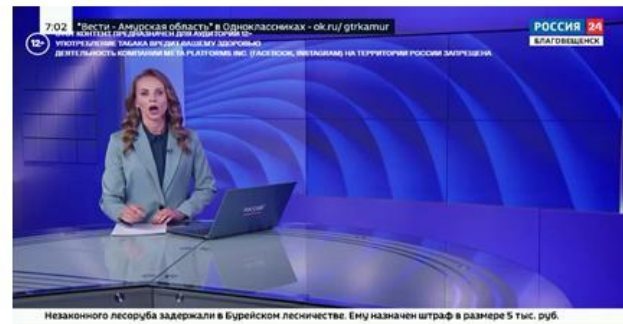 7:02 "Вести - Амурская область" в Одноклассниках - ok.ru/ gtrkamur
РОССИЯ 24
БЛАГОВЕЩЕНСК
12+
ЭТОТ КОНТЕНТ ПРЕДНАЗНАЧЕН ДЛЯ АУДИТОРИИ 12+
УПОТРЕБЛЕНИЕ ТАБАКА ВРЕДИТ ВАШЕМУ ЗДОРОВЬЮ
ДЕЯТЕЛЬНОСТЬ КОМПАНИИ META PLATFORMS INC. (FACEBOOK, INSTAGRAM) НА ТЕРРИТОРИИ РОССИИ ЗАПРЕЩЕНА
РОССИЯ
Незаконного лесоруба задержали в Бурейском лесничестве. Ему назначен штраф в размере 5 тыс. руб.